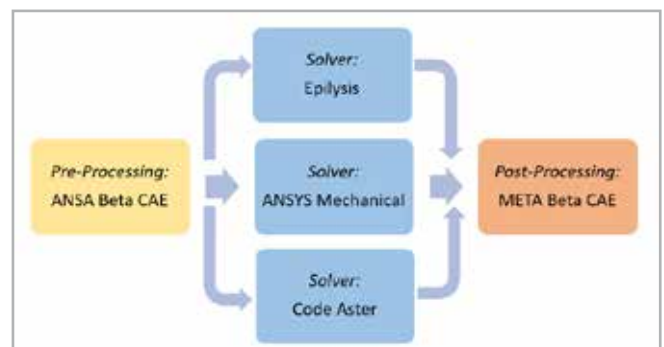 Solver:
Epilysis
Pre-Processing:
ANSA Beta CAE
Solver:
ANSYS Mechanical
Post-Processing:
META Beta CAE
Solver:
Code Aster